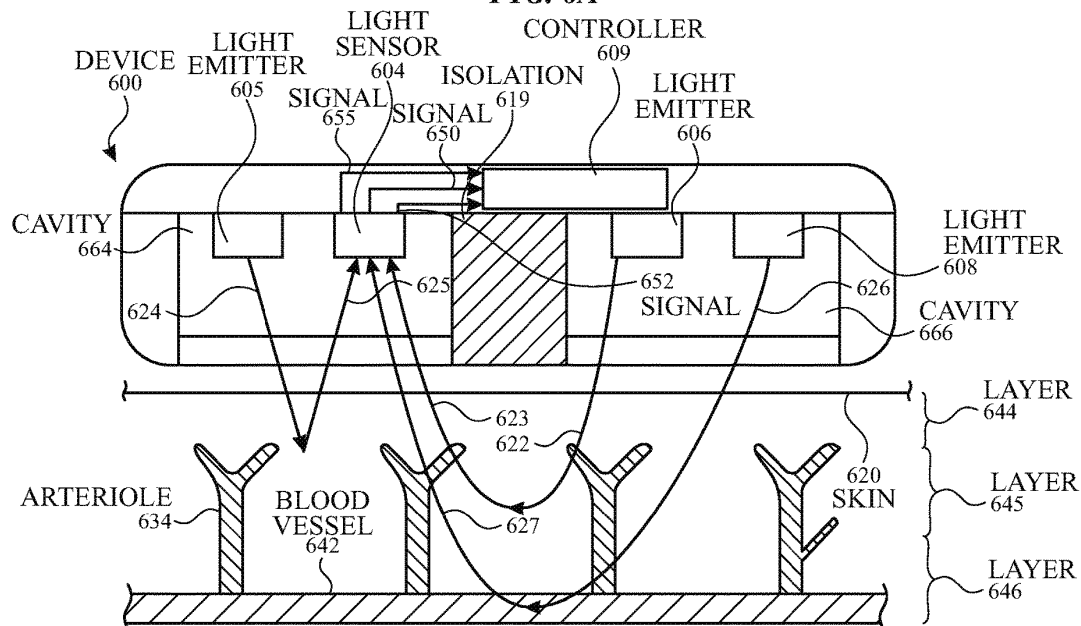 FIG. 6A
DEVICE
600
LIGHT
EMITTER
605
LIGHT
SENSOR
604
SIGNAL
655
SIGNAL
650
ISOLATION
619
CONTROLLER
609
LIGHT
EMITTER
606
CAVITY
664
LIGHT
EMITTER
608
624
625
652
SIGNAL
626
CAVITY
666
623
622
LAYER
644
620
SKIN
ARTERIOLE
634
BLOOD
VESSEL
642
627
LAYER
645
LAYER
646